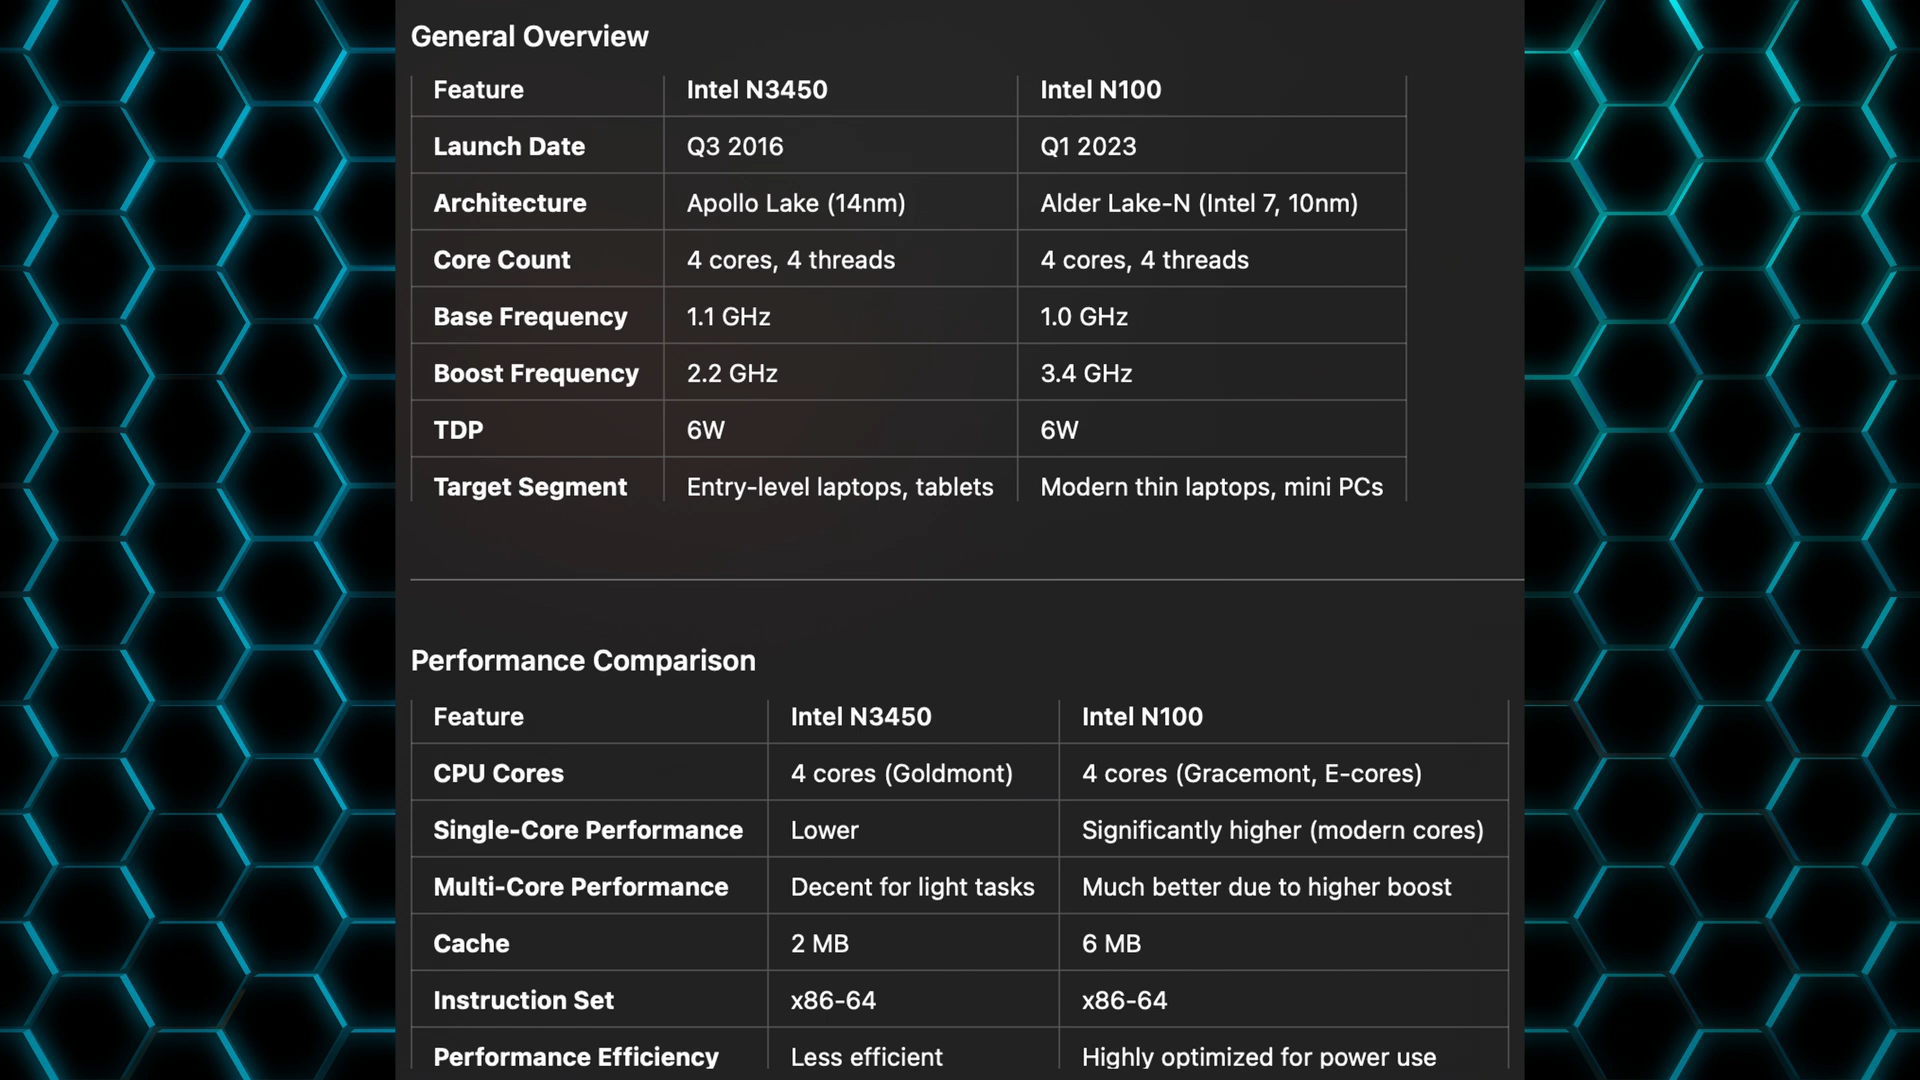 General Overview
Feature Intel N3450 Intel N100
Launch Date Q3 2016 Q1 2023
Architecture Apollo Lake (14nm) Alder Lake-N (Intel 7, 10nm)
Core Count 4 cores, 4 threads 4 cores, 4 threads
Base Frequency 1.1 GHz 1.0 GHz
Boost Frequency 2.2 GHz 3.4 GHz
TDP 6W 6W
Target Segment Entry-level laptops, tablets Modern thin laptops, mini PCs
Performance Comparison
Feature Intel N3450 Intel N100
CPU Cores 4 cores (Goldmont) 4 cores (Gracemont, E-cores)
Single-Core Performance Lower Significantly higher (modern cores)
Multi-Core Performance Decent for light tasks Much better due to higher boost
Cache 2 MB 6 MB
Instruction Set x86-64 x86-64
Performance Efficiency Less efficient Highly optimized for power use